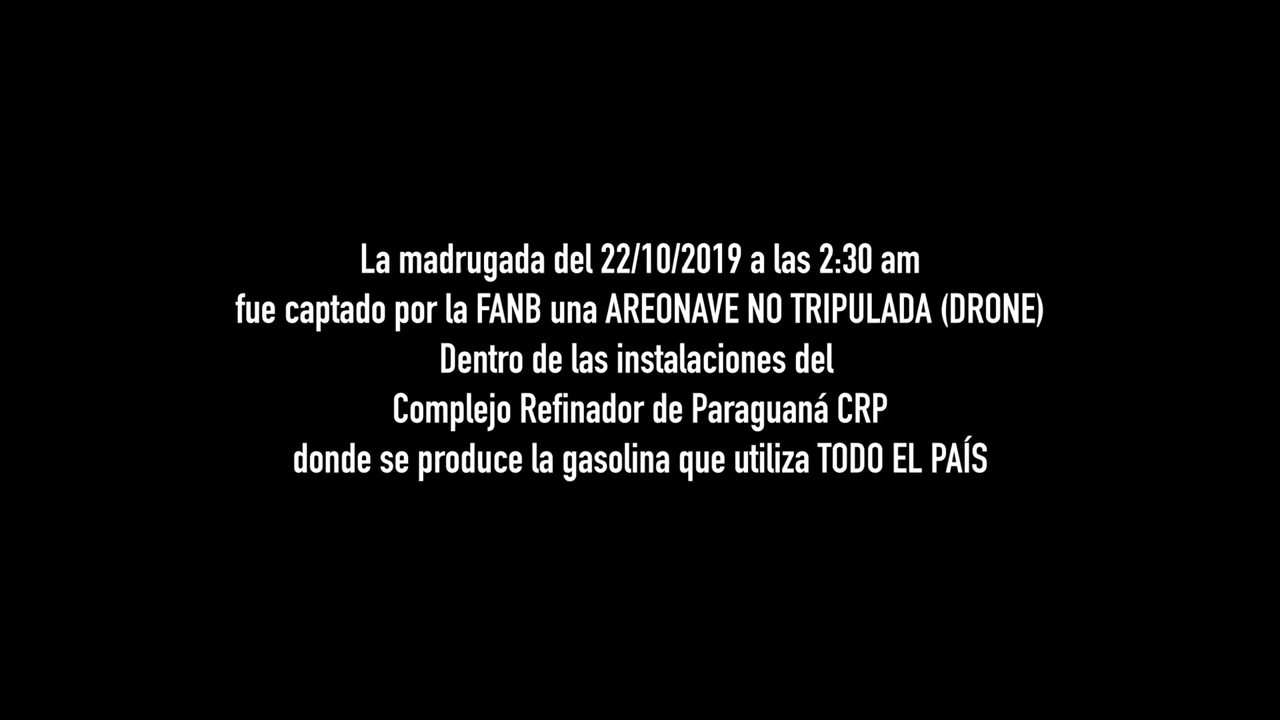 La madrugada del 22/10/2019 a las 2:30 am
fue captado por la FANB una AREONAVE NO TRIPULADA (DRONE)
Dentro de las instalaciones del
Complejo Refinador de Paraguaná CRP
donde se produce la gasolina que utiliza TODO EL PAÍS